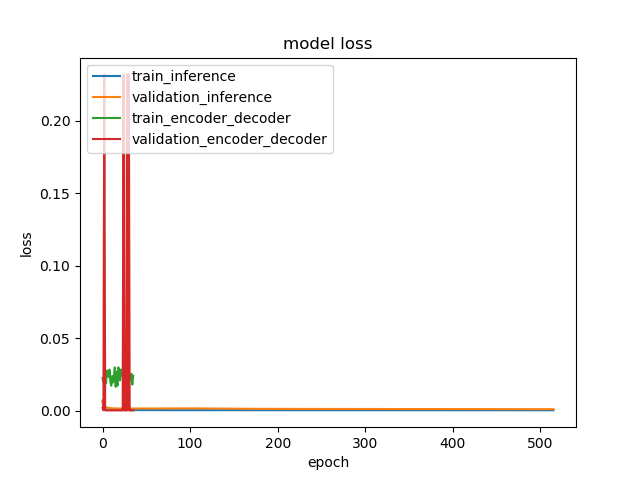 model loss
train_inference
validation_inference
train_encoder_decoder
validation_encoder_decoder
loss
0.20
0.15
0.10
0.05
0.00
0 100 200 300 400 500
epoch